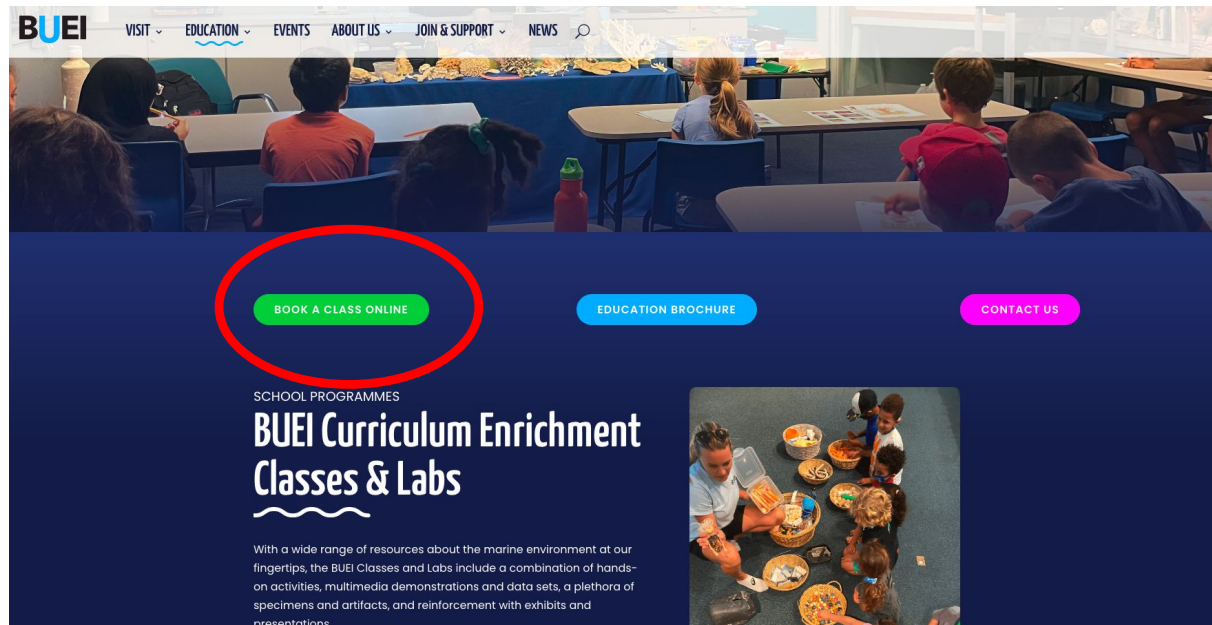 BUEI VISIT EDUCATION EVENTS ABOUT US JOIN & SUPPORT NEWS
BOOK A CLASS ONLINE EDUCATION BROCHURE CONTACT US
SCHOOL PROGRAMMES
BUEI Curriculum Enrichment
Classes & Labs
With a wide range of resources about the marine environment at our
fingertips, the BUEI Classes and Labs include a combination of hands-
on activities, multimedia demonstrations and data sets, a plethora of
specimens and artifacts, and reinforcement with exhibits and
presentations.